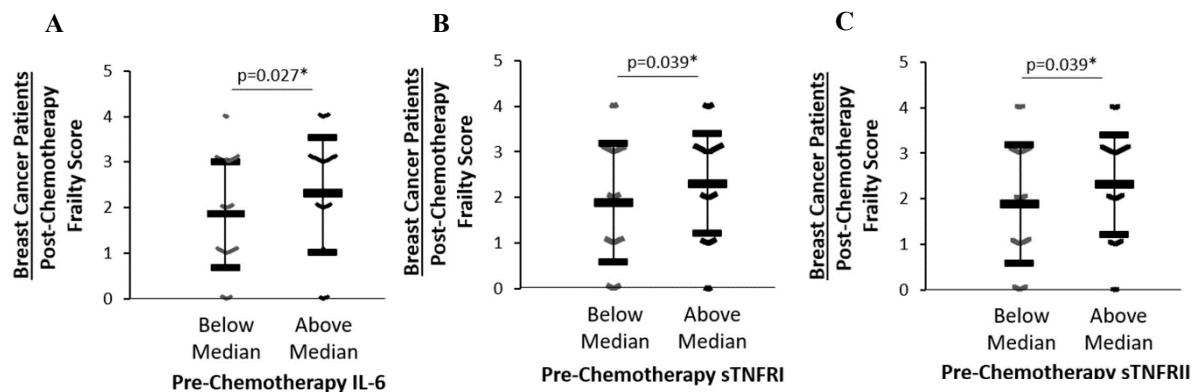 A
Breast Cancer Patients
Post-Chemotherapy
Frailty Score
5
4
3
2
1
0
p=0.027*
Below
Median
Above
Median
Pre-Chemotherapy IL-6
B
Breast Cancer Patients
Post-Chemotherapy
Frailty Score
5
4
3
2
1
0
p=0.039*
Below
Median
Above
Median
Pre-Chemotherapy sTNFRI
C
Breast Cancer Patients
Post-Chemotherapy
Frailty Score
5
4
3
2
1
0
p=0.039*
Below
Median
Above
Median
Pre-Chemotherapy sTNFRII